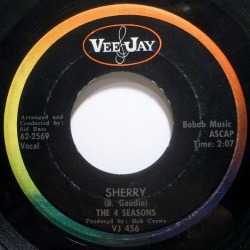 VEE JAY
Arranged and
Conducted by:
Sid Bass
62-2569
Vocal
Bobob Music
ASCAP
Time: 2:07
SHERRY
(B. Gaudio)
THE 4 SEASONS
Produced by: Bob Crewe
VJ 456